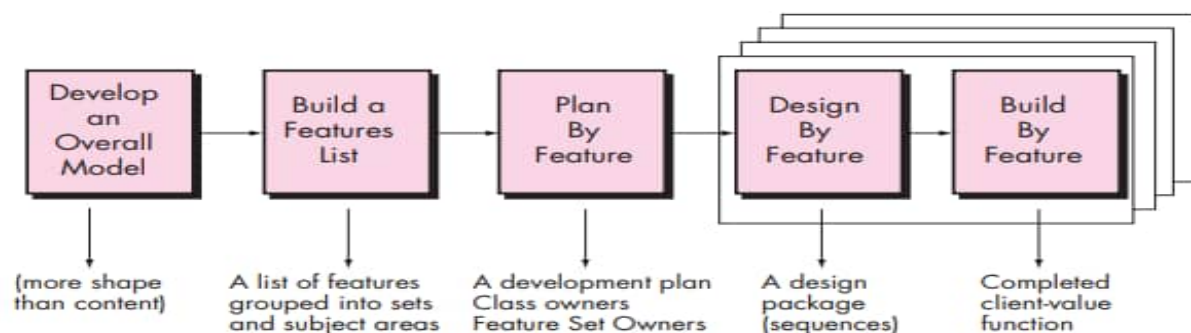 Develop
an
Overall
Model
Build a
Features
List
Plan
By
Feature
Design
By
Feature
Build
By
Feature
(more shape
than content)
A list of features
grouped into sets
and subject areas
A development plan
Class owners
Feature Set Owners
A design
package
(sequences)
Completed
client-value
function